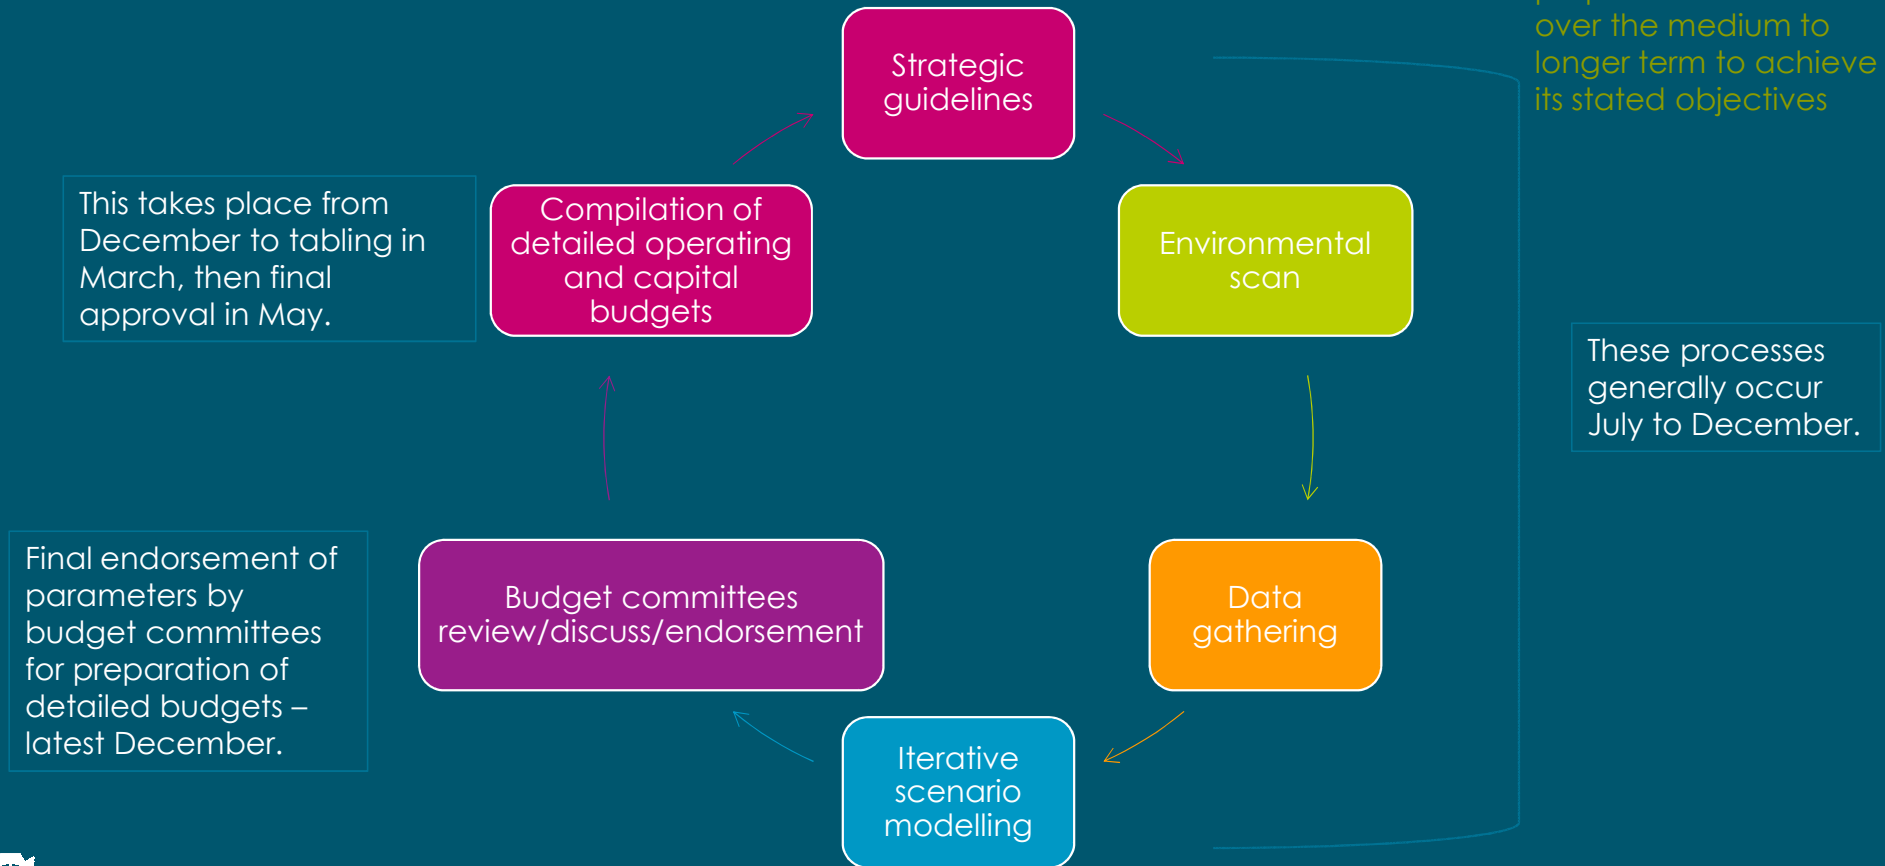 over the medium to
longer term to achieve
its stated objectives
Strategic
guidelines
This takes place from
December to tabling in
March, then final
approval in May.
Compilation of
detailed operating
and capital
budgets
Environmental
scan
These processes
generally occur
July to December.
Final endorsement of
parameters by
budget committees
for preparation of
detailed budgets –
latest December.
Budget committees
review/discuss/endorsement
Data
gathering
Iterative
scenario
modelling